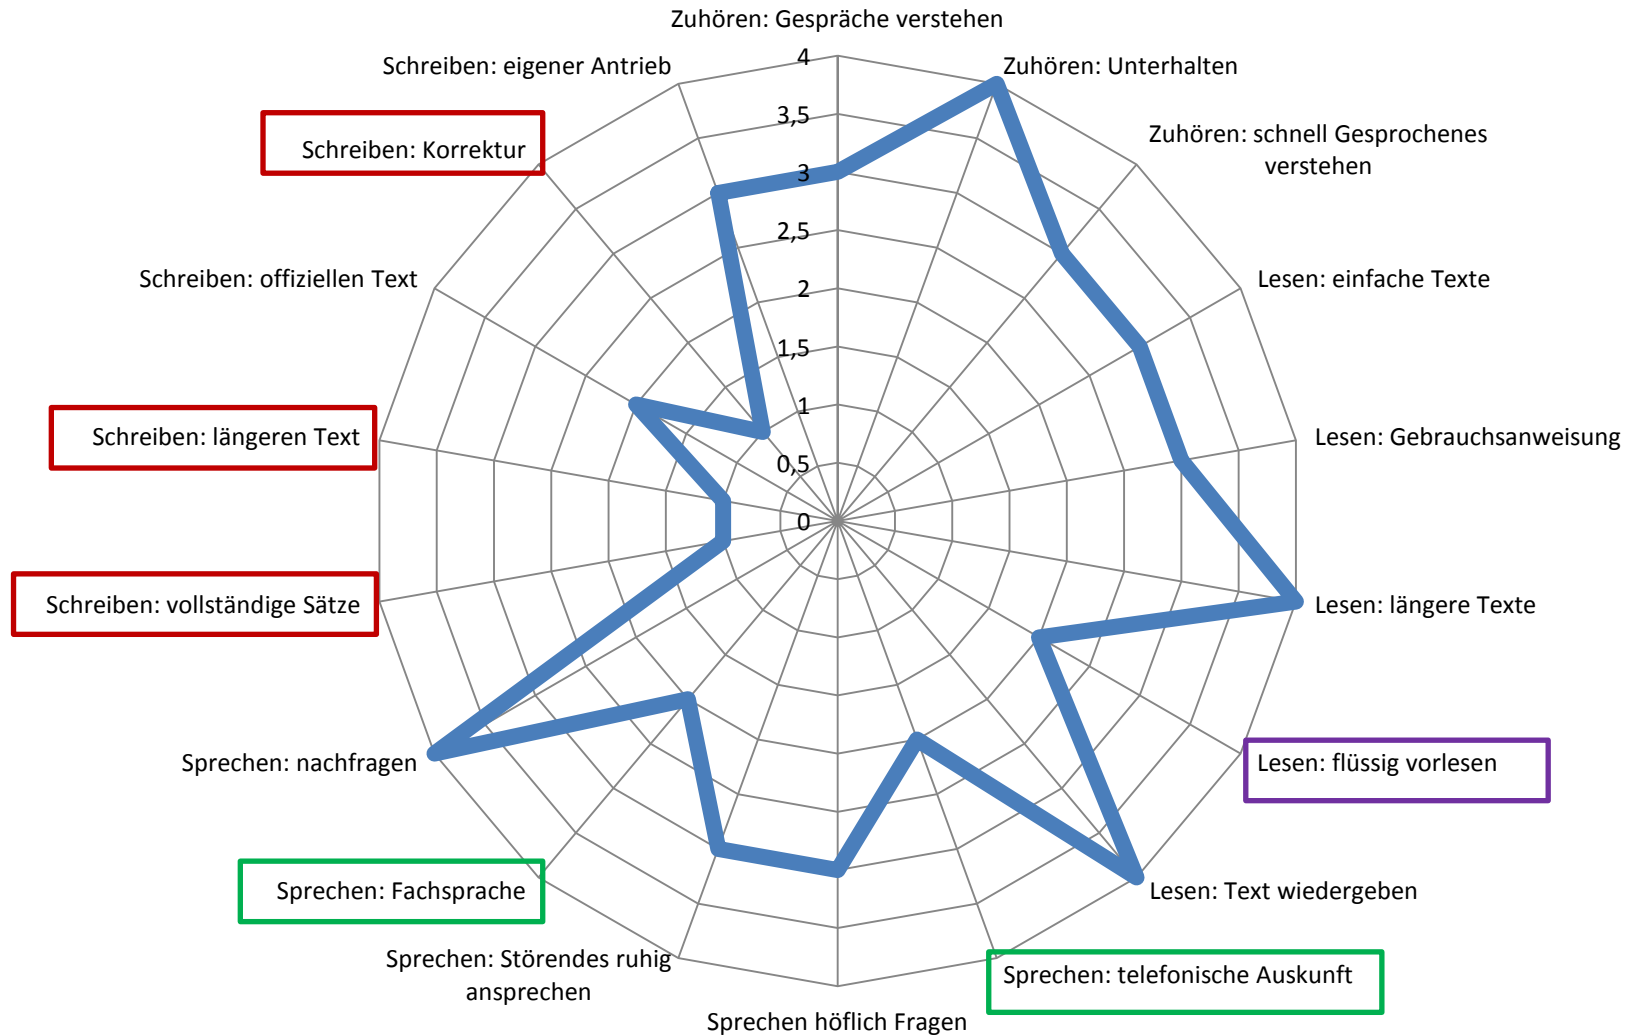 Zuhören: Gespräche verstehen
Zuhören: Unterhalten
Zuhören: schnell Gesprochenes
verstehen
Lesen: einfache Texte
Lesen: Gebrauchsanweisung
Lesen: längere Texte
Lesen: flüssig vorlesen
Lesen: Text wiedergeben
Sprechen: telefonische Auskunft
Sprechen höflich Fragen
Sprechen: Störendes ruhig
ansprechen
Sprechen: Fachsprache
Sprechen: nachfragen
Schreiben: vollständige Sätze
Schreiben: längeren Text
Schreiben: offiziellen Text
Schreiben: Korrektur
Schreiben: eigener Antrieb
4
3,5
3
2,5
2
1,5
1
0,5
0